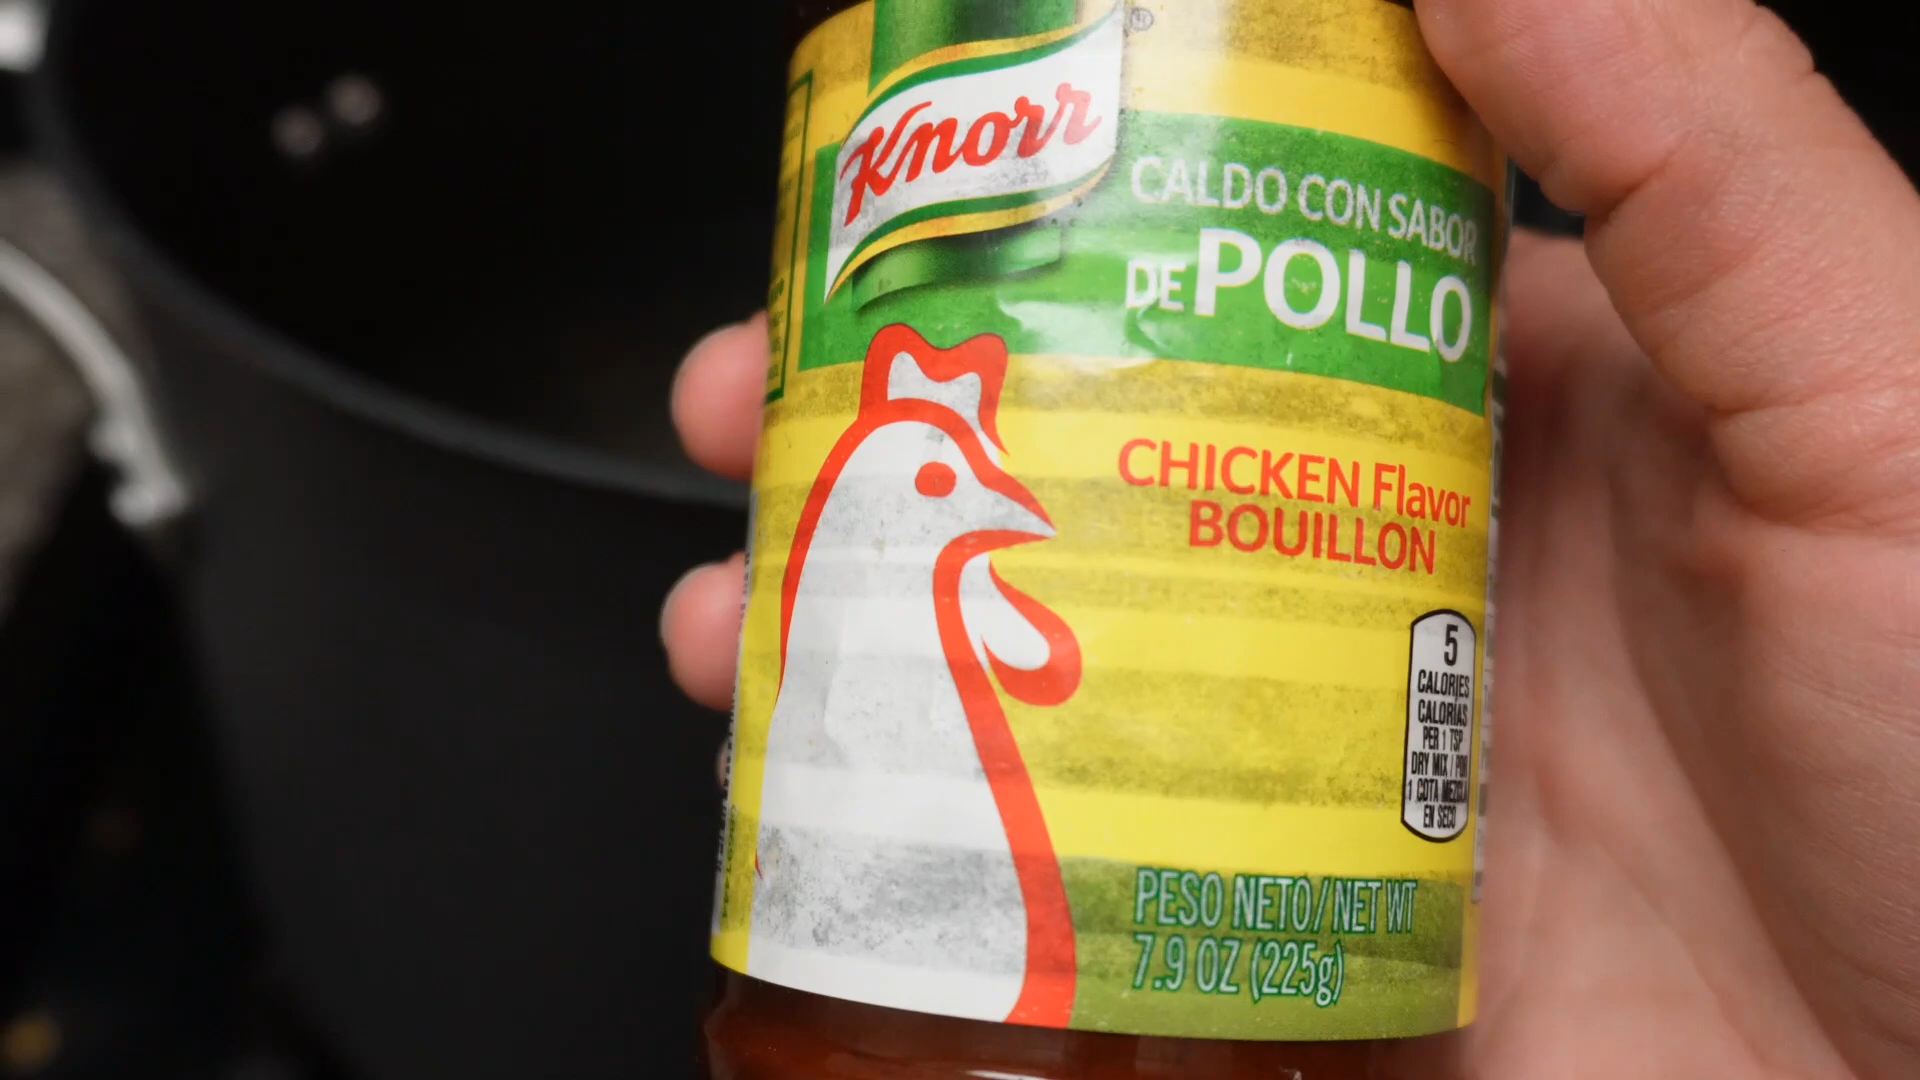 Knorr®
CALDO CON SABOR
DE POLLO
CHICKEN Flavor
BOUILLON
5
CALORIES
CALORÍAS
PER 1 TSP
DRY MIX / POR
1 CDTA MEZCLA
EN SECO
PESO NETO/NET WT
7.9 OZ (225g)